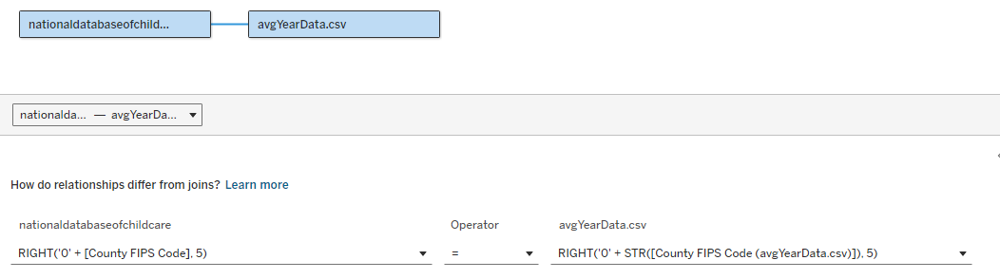 nationaldatabaseofchild... avgYearData.csv
nationalda... — avgYearDa...
How do relationships differ from joins? Learn more
nationaldatabaseofchildcare Operator avgYearData.csv
RIGHT('0' + [County FIPS Code], 5) = RIGHT('0' + STR([County FIPS Code (avgYearData.csv)]), 5)